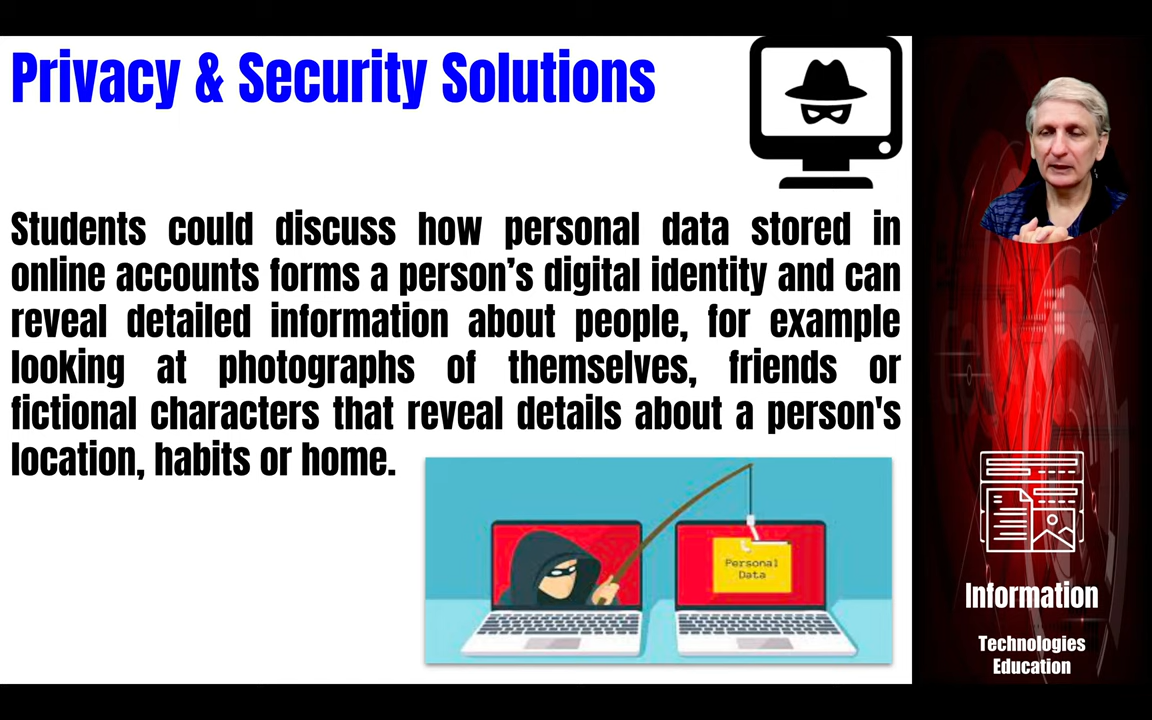 Privacy & Security Solutions
Students could discuss how personal data stored in
online accounts forms a person’s digital identity and can
reveal detailed information about people, for example
looking at photographs of themselves, friends or
fictional characters that reveal details about a person's
location, habits or home.
Personal
Data
Information
Technologies
Education